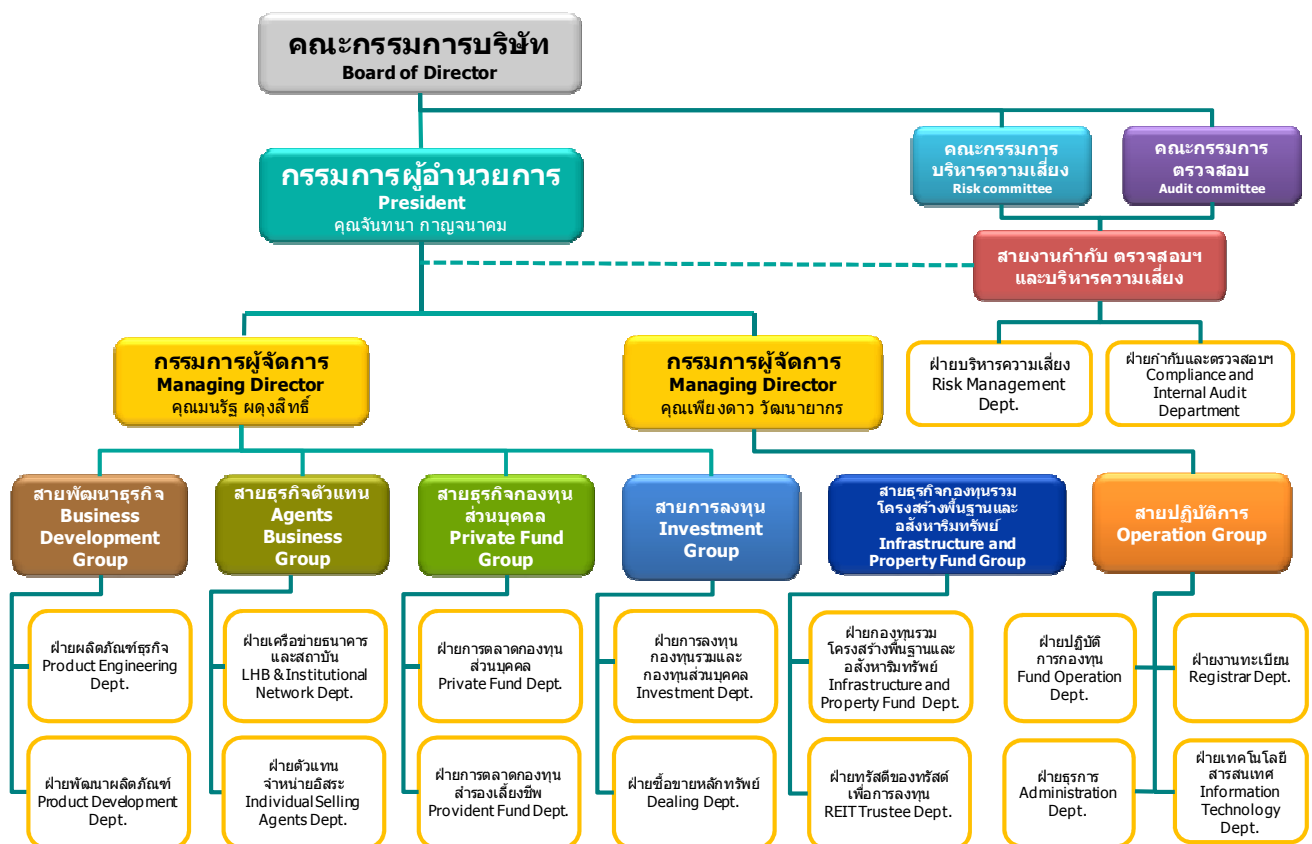 คณะกรรมการบริษัท
Board of Director
กรรมการผู้อำนวยการ
President
คุณจันทนา กาญจนาคม
คณะกรรมการ
บริหารความเสี่ยง
Risk committee
คณะกรรมการ
ตรวจสอบ
Audit committee
สายงานกำกับ ตรวจสอบฯ
และบริหารความเสี่ยง
กรรมการผู้จัดการ
Managing Director
คุณมนรัฐ ผดุงสิทธิ์
กรรมการผู้จัดการ
Managing Director
คุณเพียงดาว วัฒนายากร
ฝ่ายบริหารความเสี่ยง
Risk Management
Dept.
ฝ่ายกำกับและตรวจสอบฯ
Compliance and
Internal Audit
Department
สายพัฒนาธุรกิจ
Business
Development
Group
สายธุรกิจตัวแทน
Agents
Business
Group
สายธุรกิจกองทุน
ส่วนบุคคล
Private Fund
Group
สายการลงทุน
Investment
Group
สายธุรกิจกองทุนรวม
โครงสร้างพื้นฐานและ
อสังหาริมทรัพย์
Infrastructure and
Property Fund Group
สายปฏิบัติการ
Operation Group
ฝ่ายผลิตภัณฑ์ธุรกิจ
Product Engineering
Dept.
ฝ่ายเครือข่ายธนาคาร
และสถาบัน
LHB & Institutional
Network Dept.
ฝ่ายการตลาดกองทุน
ส่วนบุคคล
Private Fund Dept.
ฝ่ายการลงทุน
กองทุนรวมและ
กองทุนส่วนบุคคล
Investment Dept.
ฝ่ายกองทุนรวม
โครงสร้างพื้นฐานและ
อสังหาริมทรัพย์
Infrastructure and
Property Fund Dept.
ฝ่ายปฏิบัติ
การกองทุน
Fund Operation
Dept.
ฝ่ายงานทะเบียน
Registrar Dept.
ฝ่ายพัฒนาผลิตภัณฑ์
Product Development
Dept.
ฝ่ายตัวแทน
จำหน่ายอิสระ
Individual Selling
Agents Dept.
ฝ่ายการตลาดกองทุน
สำรองเลี้ยงชีพ
Provident Fund Dept.
ฝ่ายซื้อขายหลักทรัพย์
Dealing Dept.
ฝ่ายทรัสตีของทรัสต์
เพื่อการลงทุน
REIT Trustee Dept.
ฝ่ายธุรการ
Administration
Dept.
ฝ่ายเทคโนโลยี
สารสนเทศ
Information
Technology
Dept.